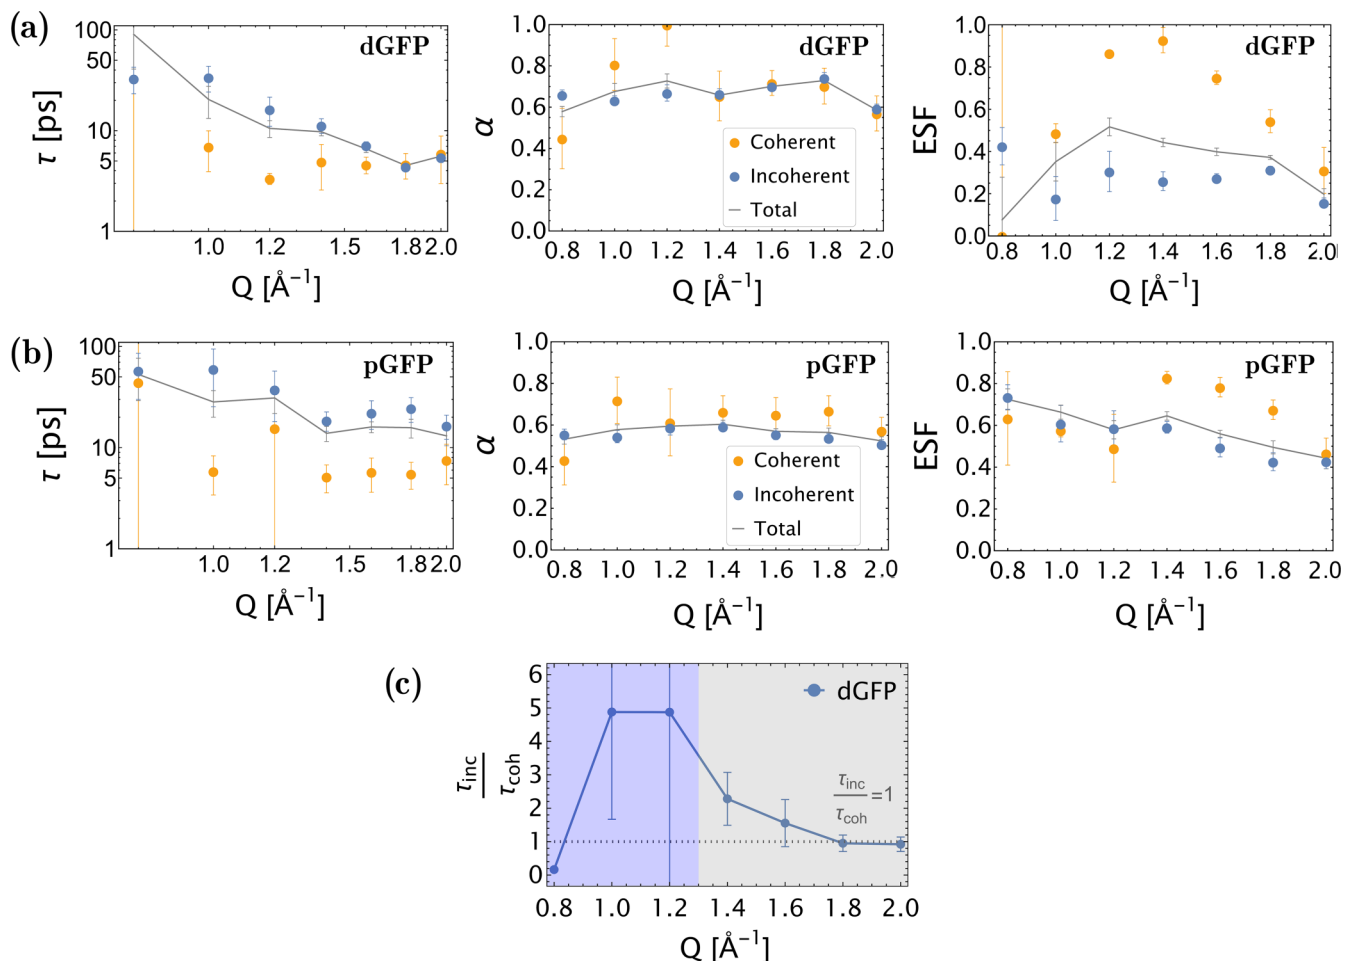 (a)
100
50
10
5
1
τ [ps]
dGFP
1.0
1.2
1.5
1.8
2.0
Q [Å⁻¹]
1.0
0.8
0.6
0.4
0.2
0.0
α
dGFP
Coherent
Incoherent
Total
0.8 1.0 1.2 1.4 1.6 1.8 2.0
Q [Å⁻¹]
1.0
0.8
0.6
0.4
0.2
0.0
ESF
dGFP
0.8 1.0 1.2 1.4 1.6 1.8 2.0
Q [Å⁻¹]
(b)
100
50
10
5
1
τ [ps]
pGFP
1.0
1.2
1.5
1.8
2.0
Q [Å⁻¹]
1.0
0.8
0.6
0.4
0.2
0.0
α
pGFP
Coherent
Incoherent
Total
0.8 1.0 1.2 1.4 1.6 1.8 2.0
Q [Å⁻¹]
1.0
0.8
0.6
0.4
0.2
0.0
ESF
pGFP
0.8 1.0 1.2 1.4 1.6 1.8 2.0
Q [Å⁻¹]
(c)
6
5
4
3
2
1
0
τinc
τcoh
dGFP
τinc
τcoh
=1
0.8 1.0 1.2 1.4 1.6 1.8 2.0
Q [Å⁻¹]